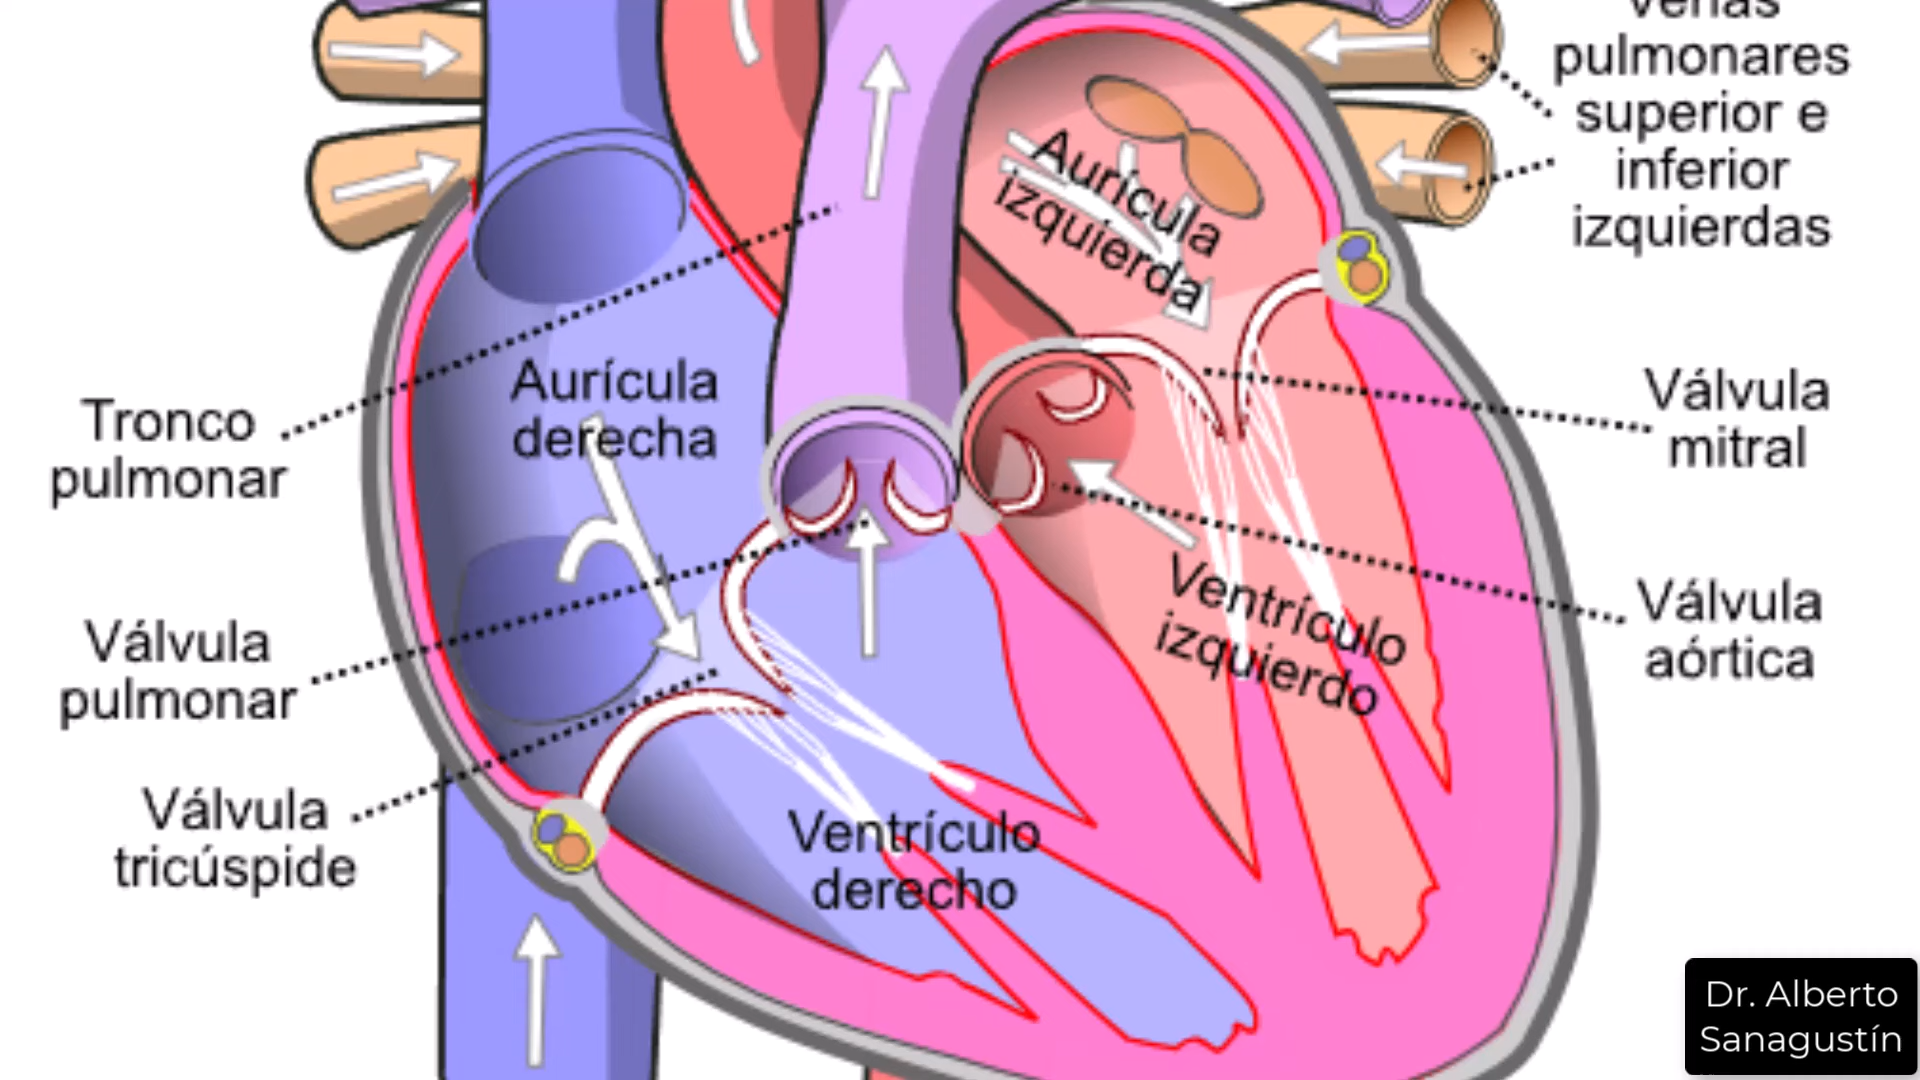 Venas
pulmonares
superior e
inferior
izquierdas
Aurícula
izquierda
Aurícula
derecha
Tronco
pulmonar
Válvula
mitral
Válvula
pulmonar
Ventrículo
izquierdo
Válvula
aórtica
Válvula
tricúspide
Ventrículo
derecho
Dr. Alberto
Sanagustín